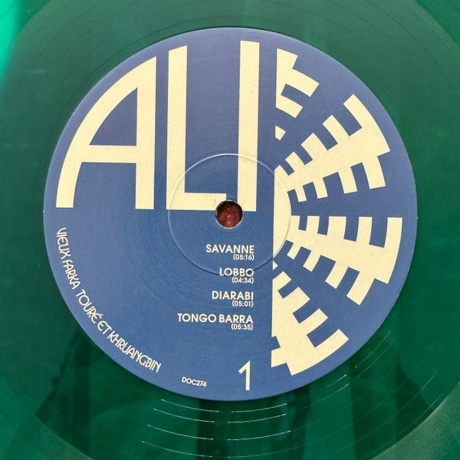 ALI
SAVANNE
(05:16)
LOBBO
(04:34)
DIARABI
(05:01)
TONGO BARRA
(05:35)
VIEUX FARKA TOURÉ ET KHRUANGBIN
DOC274
1